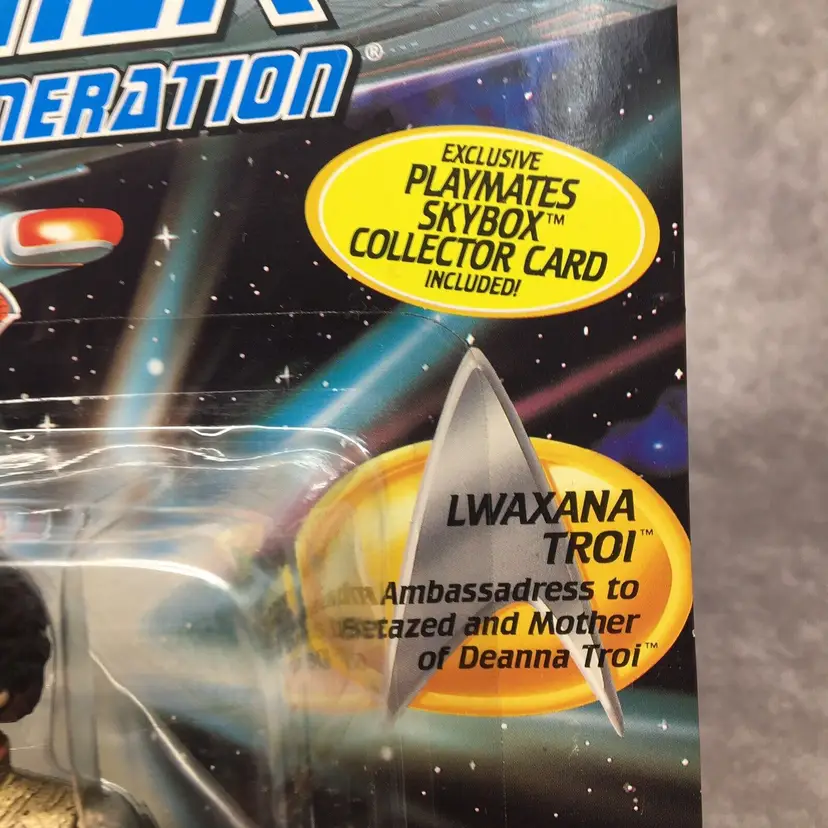 NERATION®
EXCLUSIVE
PLAYMATES
SKYBOX™
COLLECTOR CARD
INCLUDED!
LWAXANA
TROI™
Ambassadress to
Betazed and Mother
of Deanna Troi™